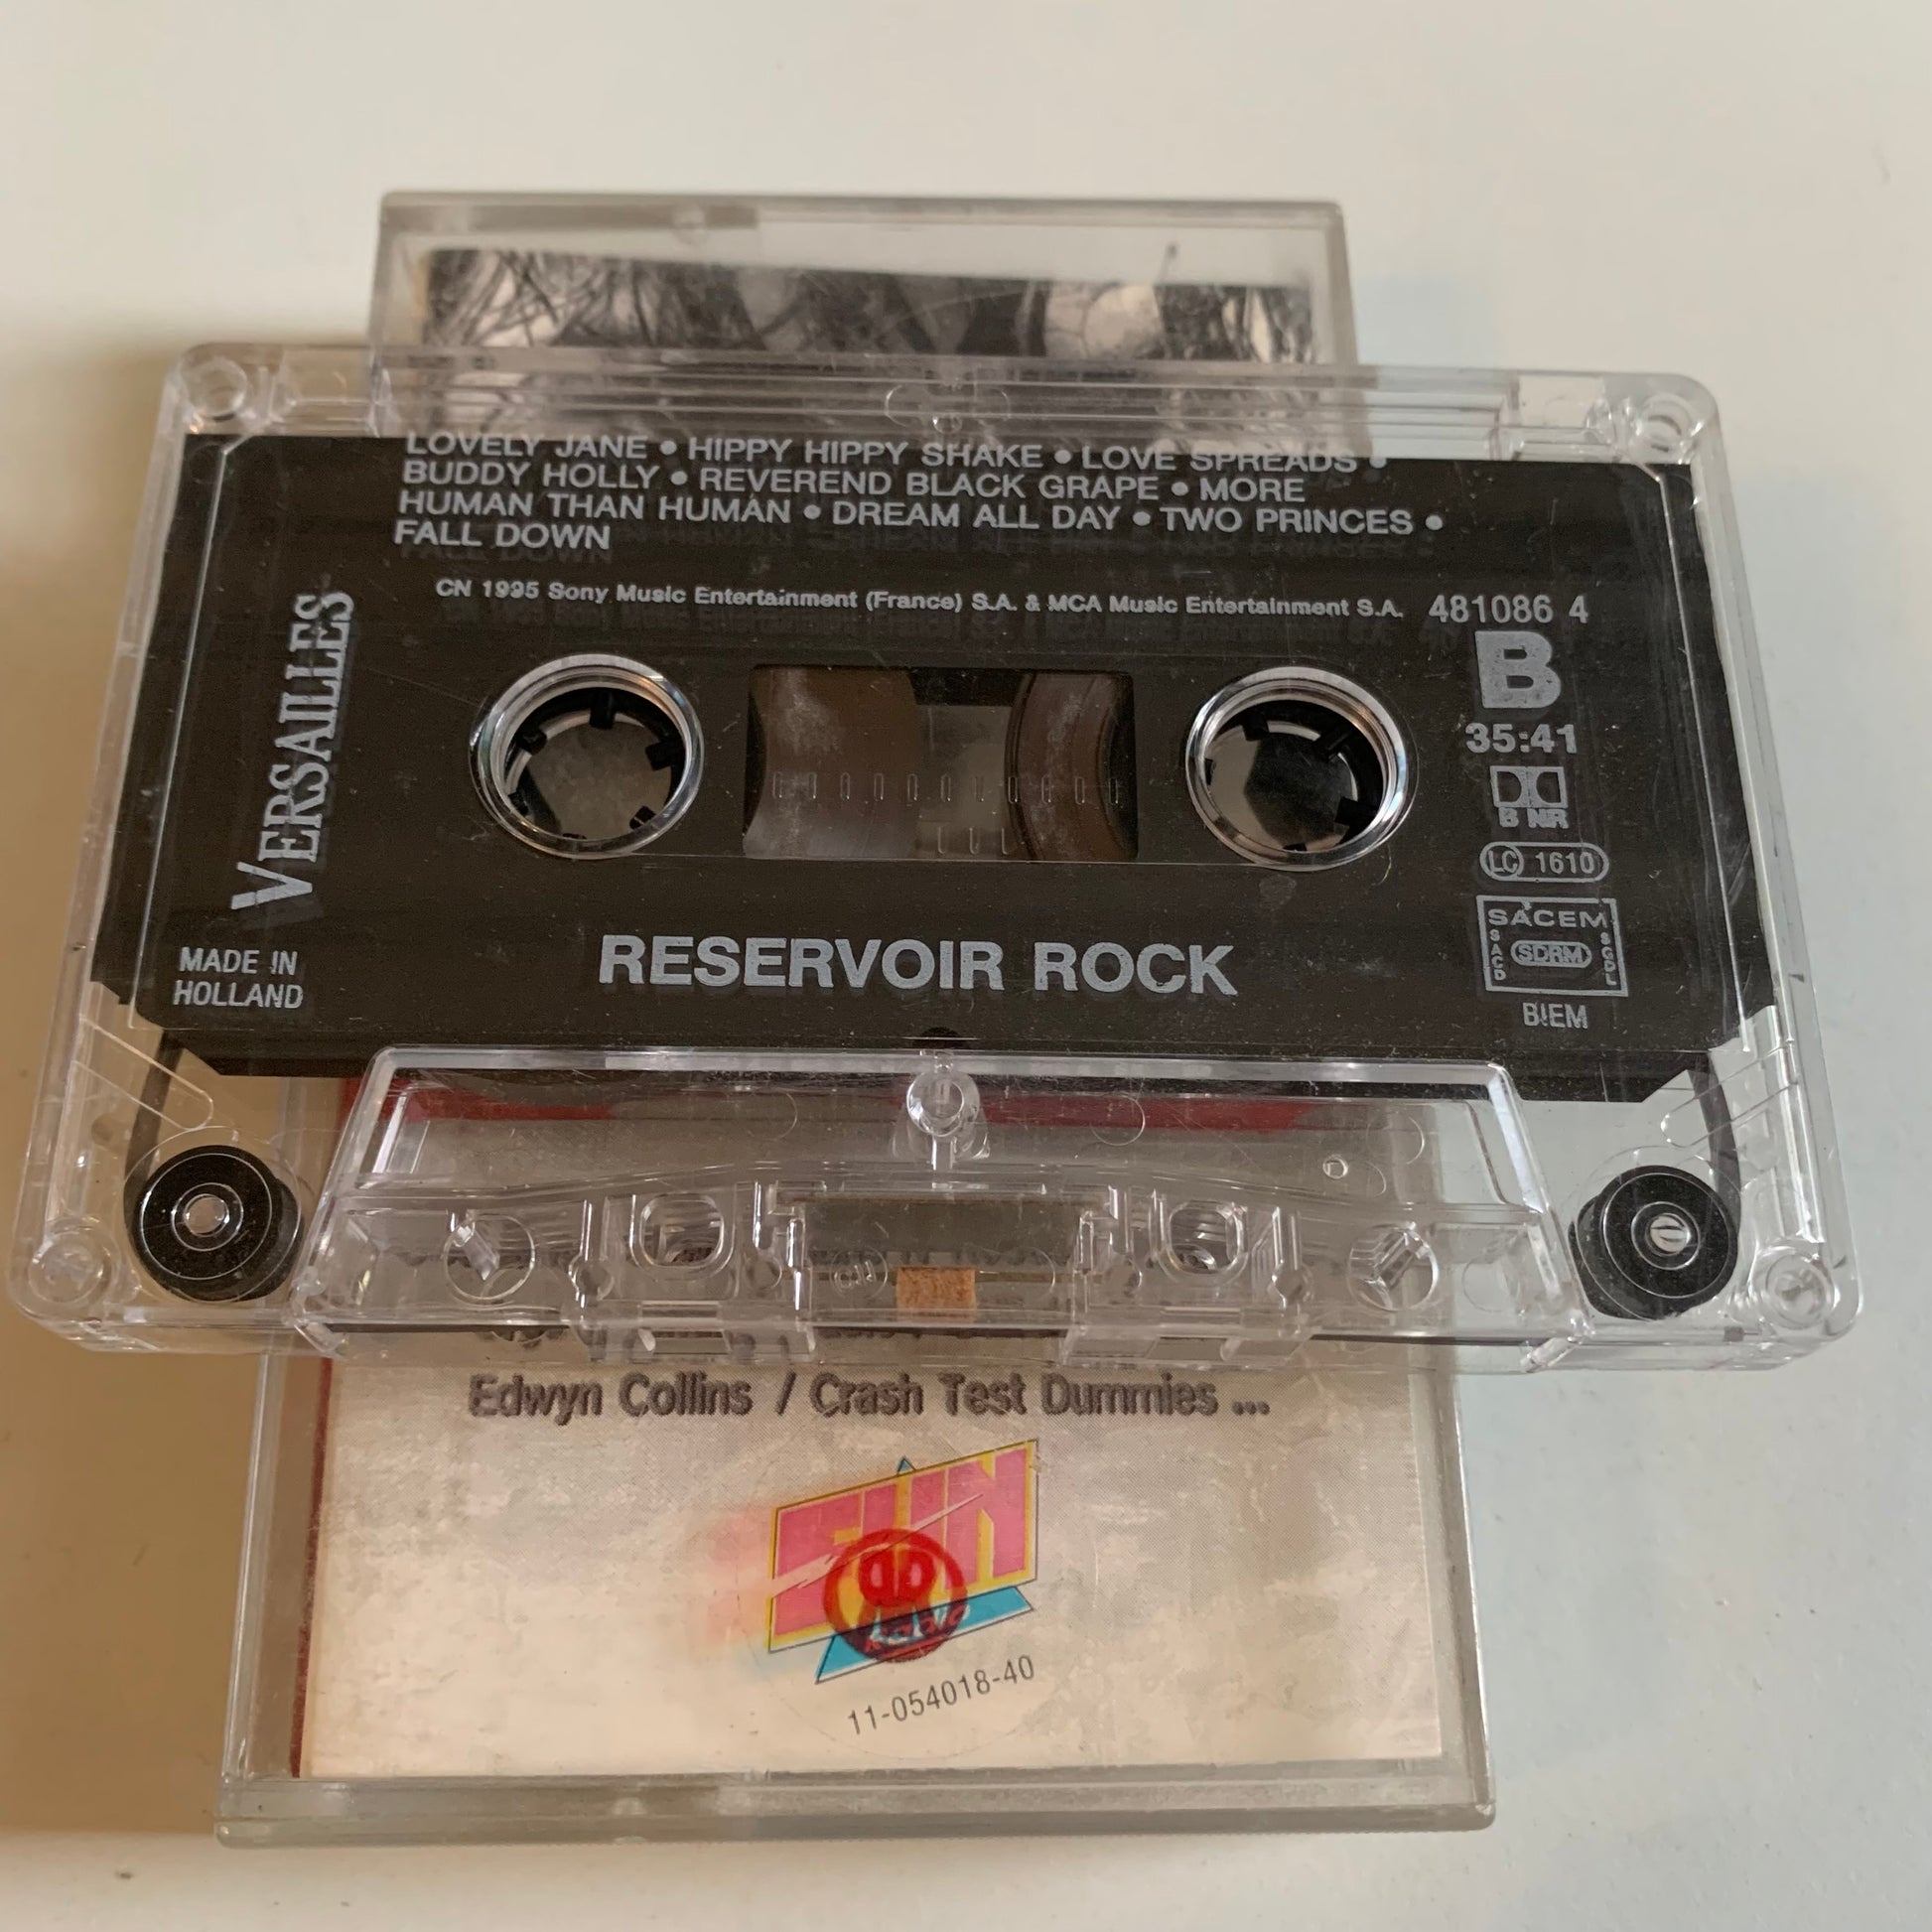 LOVELY JANE • HIPPY HIPPY SHAKE • LOVE SPREADS •
BUDDY HOLLY • REVEREND BLACK GRAPE • MORE
HUMAN THAN HUMAN • DREAM ALL DAY • TWO PRINCES •
FALL DOWN
CN 1995 Sony Music Entertainment (France) S.A. & MCA Music Entertainment S.A. 481086 4
B
35:41
B NR
LC 1610
SACEM
SACD SDRM SGDL
BIEM
VERSAILLES
MADE IN
HOLLAND
RESERVOIR ROCK
Edwyn Collins / Crash Test Dummies ...
FUN
RADIO
11-054018-40